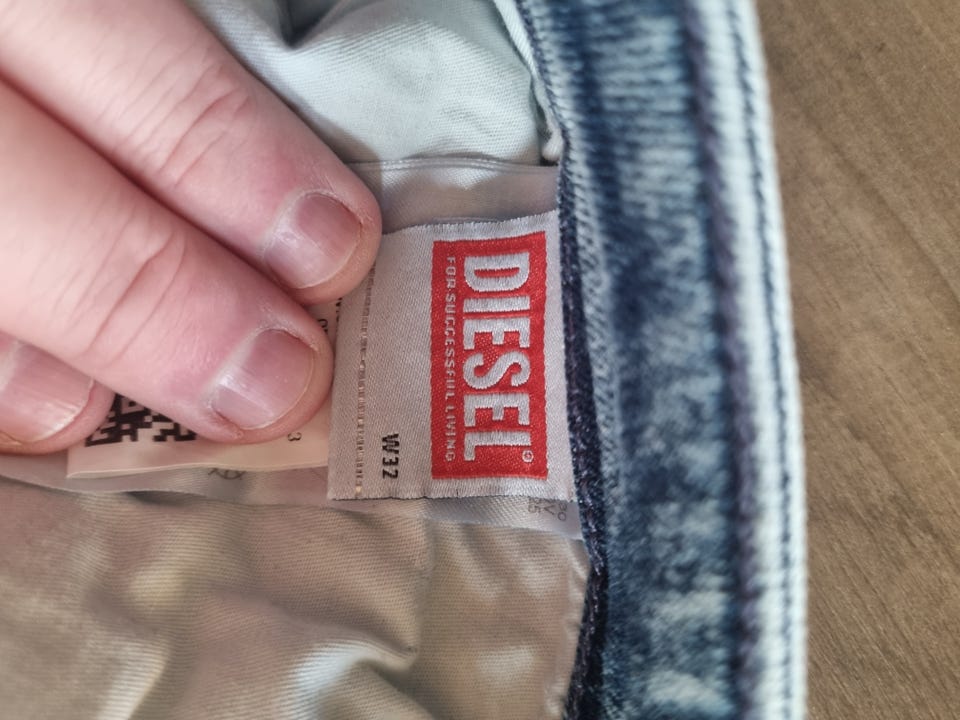 DIESEL®
FOR SUCCESSFUL LIVING
W32